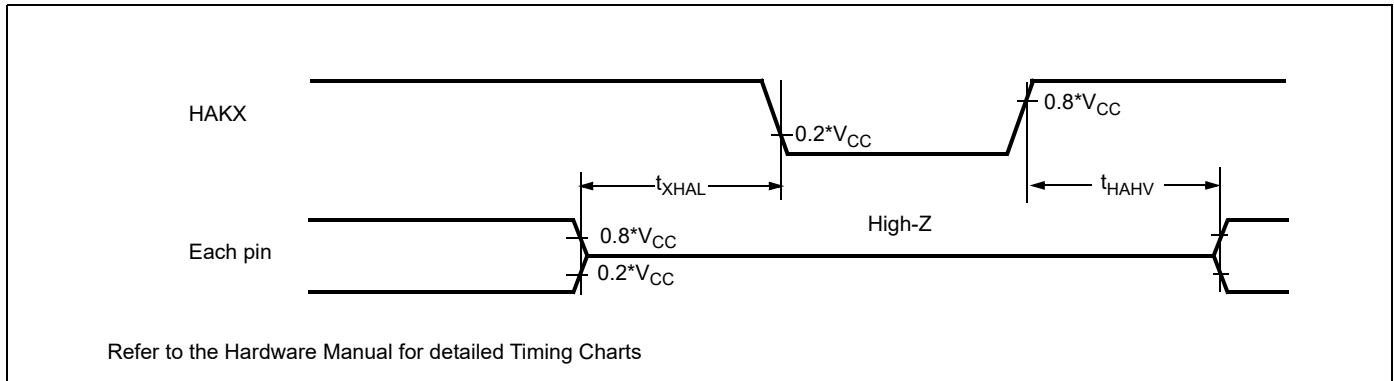 HAKX
0.2*VCC
0.8*VCC
tXHAL
tHAHV
High-Z
Each pin
0.8*VCC
0.2*VCC
Refer to the Hardware Manual for detailed Timing Charts